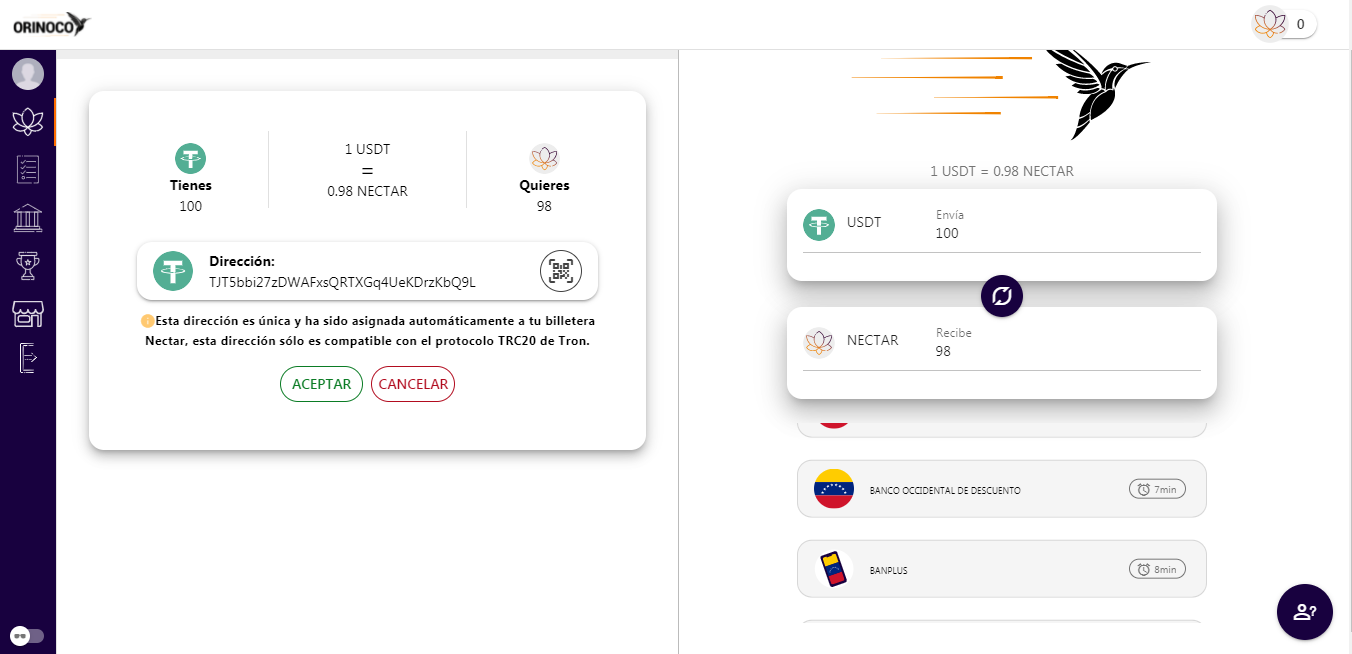 ORINOCO
0
Tienes
100
1 USDT
=
0.98 NECTAR
Quieres
98
Dirección:
TJT5bbi27zDWAFxsQRTXGq4UeKDrzKbQ9L
Esta dirección es única y ha sido asignada automáticamente a tu billetera
Nectar, esta dirección sólo es compatible con el protocolo TRC20 de Tron.
ACEPTAR
CANCELAR
1 USDT = 0.98 NECTAR
USDT
Envía
100
NECTAR
Recibe
98
BANCO OCCIDENTAL DE DESCUENTO
7min
BANPLUS
8min